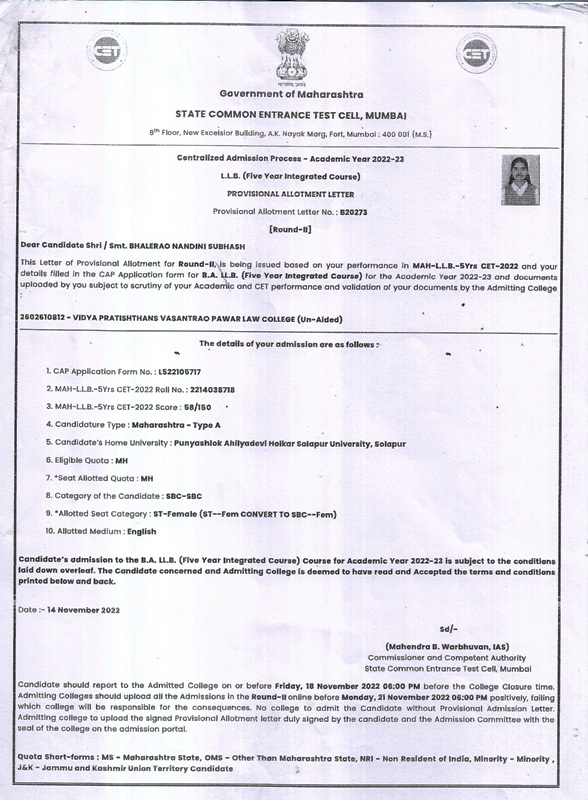 CET
CET
सत्यमेव जयते
Government of Maharashtra
STATE COMMON ENTRANCE TEST CELL, MUMBAI
8th Floor, New Excelsior Building, A.K. Nayak Marg, Fort, Mumbai : 400 001 {M.S.}
Centralized Admission Process - Academic Year 2022-23
L.L.B. (Five Year Integrated Course)
PROVISIONAL ALLOTMENT LETTER
Provisional Allotment Letter No. : B20273
[Round-II]
Dear Candidate Shri / Smt. BHALERAO NANDINI SUBHASH
This Letter of Provisional Allotment for Round-II, is being issued based on your performance in MAH-LL.B.-5Yrs CET-2022 and your
details filled in the CAP Application form for B.A. LL.B. (Five Year Integrated Course) for the Academic Year 2022-23 and documents
uploaded by you subject to scrutiny of your Academic and CET performance and validation of your documents by the Admitting College
:
2602610812 - VIDYA PRATISHTHANS VASANTRAO PAWAR LAW COLLEGE (Un-Aided)
The details of your admission are as follows :
1. CAP Application Form No. : L522105717
2. MAH-L.L.B.-5Yrs CET-2022 Roll No. : 2214038718
3. MAH-L.L.B.-5Yrs CET-2022 Score : 58/150
4. Candidature Type : Maharashtra - Type A
5. Candidate's Home University : Punyashlok Ahilyadevi Holkar Solapur University, Solapur
6. Eligible Quota : MH
7. *Seat Allotted Quota : MH
8. Category of the Candidate : SBC-SBC
9. *Allotted Seat Category : ST-Female (ST--Fem CONVERT TO SBC--Fem)
10. Allotted Medium : English
Candidate's admission to the B.A. LL.B. (Five Year Integrated Course) Course for Academic Year 2022-23 is subject to the conditions
laid down overleaf. The Candidate concerned and Admitting College is deemed to have read and Accepted the terms and conditions
printed below and back.
Date :- 14 November 2022
Sd/-
(Mahendra B. Warbhuvan, IAS)
Commissioner and Competent Authority
State Common Entrance Test Cell, Mumbai
Candidate should report to the Admitted College on or before Friday, 18 November 2022 06:00 PM before the College Closure time.
Admitting Colleges should upload all the Admissions in the Round-II online before Monday, 21 November 2022 06:00 PM positively, failing
which college will be responsible for the consequences. No college to admit the Candidate without Provisional Admission Letter.
Admitting college to upload the signed Provisional Allotment letter duly signed by the candidate and the Admission Committee with the
seal of the college on the admission portal.
Quota Short-forms : MS - Maharashtra State, OMS - Other Than Maharashtra State, NRI - Non Resident of India, Minority - Minority ,
J&K - Jammu and Kashmir Union Territory Candidate